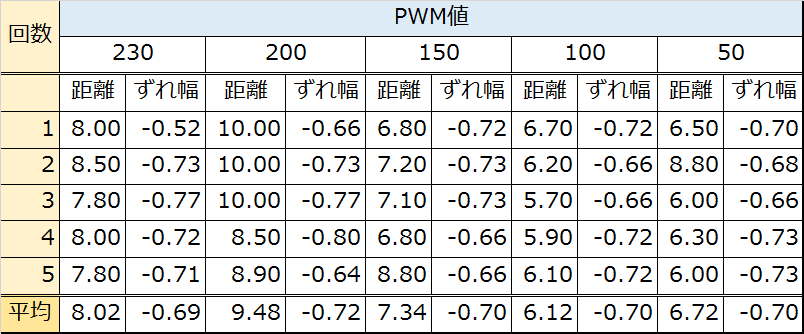 回数 PWM値
230 200 150 100 50
距離 ずれ幅 距離 ずれ幅 距離 ずれ幅 距離 ずれ幅 距離 ずれ幅
1 8.00 -0.52 10.00 -0.66 6.80 -0.72 6.70 -0.72 6.50 -0.70
2 8.50 -0.73 10.00 -0.73 7.20 -0.73 6.20 -0.66 8.80 -0.68
3 7.80 -0.77 10.00 -0.77 7.10 -0.73 5.70 -0.66 6.00 -0.66
4 8.00 -0.72 8.50 -0.80 6.80 -0.66 5.90 -0.72 6.30 -0.73
5 7.80 -0.71 8.90 -0.64 8.80 -0.66 6.10 -0.72 6.00 -0.73
平均 8.02 -0.69 9.48 -0.72 7.34 -0.70 6.12 -0.70 6.72 -0.70